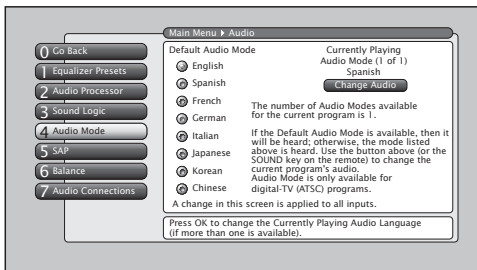 Main Menu ▸ Audio
0 Go Back
1 Equalizer Presets
2 Audio Processor
3 Sound Logic
4 Audio Mode
5 SAP
6 Balance
7 Audio Connections
Default Audio Mode
English
Spanish
French
German
Italian
Japanese
Korean
Chinese
Currently Playing
Audio Mode (1 of 1)
Spanish
Change Audio
The number of Audio Modes available
for the current program is 1.
If the Default Audio Mode is available, then it
will be heard; otherwise, the mode listed
above is heard. Use the button above (or the
SOUND key on the remote) to change the
current program's audio.
Audio Mode is only available for
digital-TV (ATSC) programs.
A change in this screen is applied to all inputs.
Press OK to change the Currently Playing Audio Language
(if more than one is available).